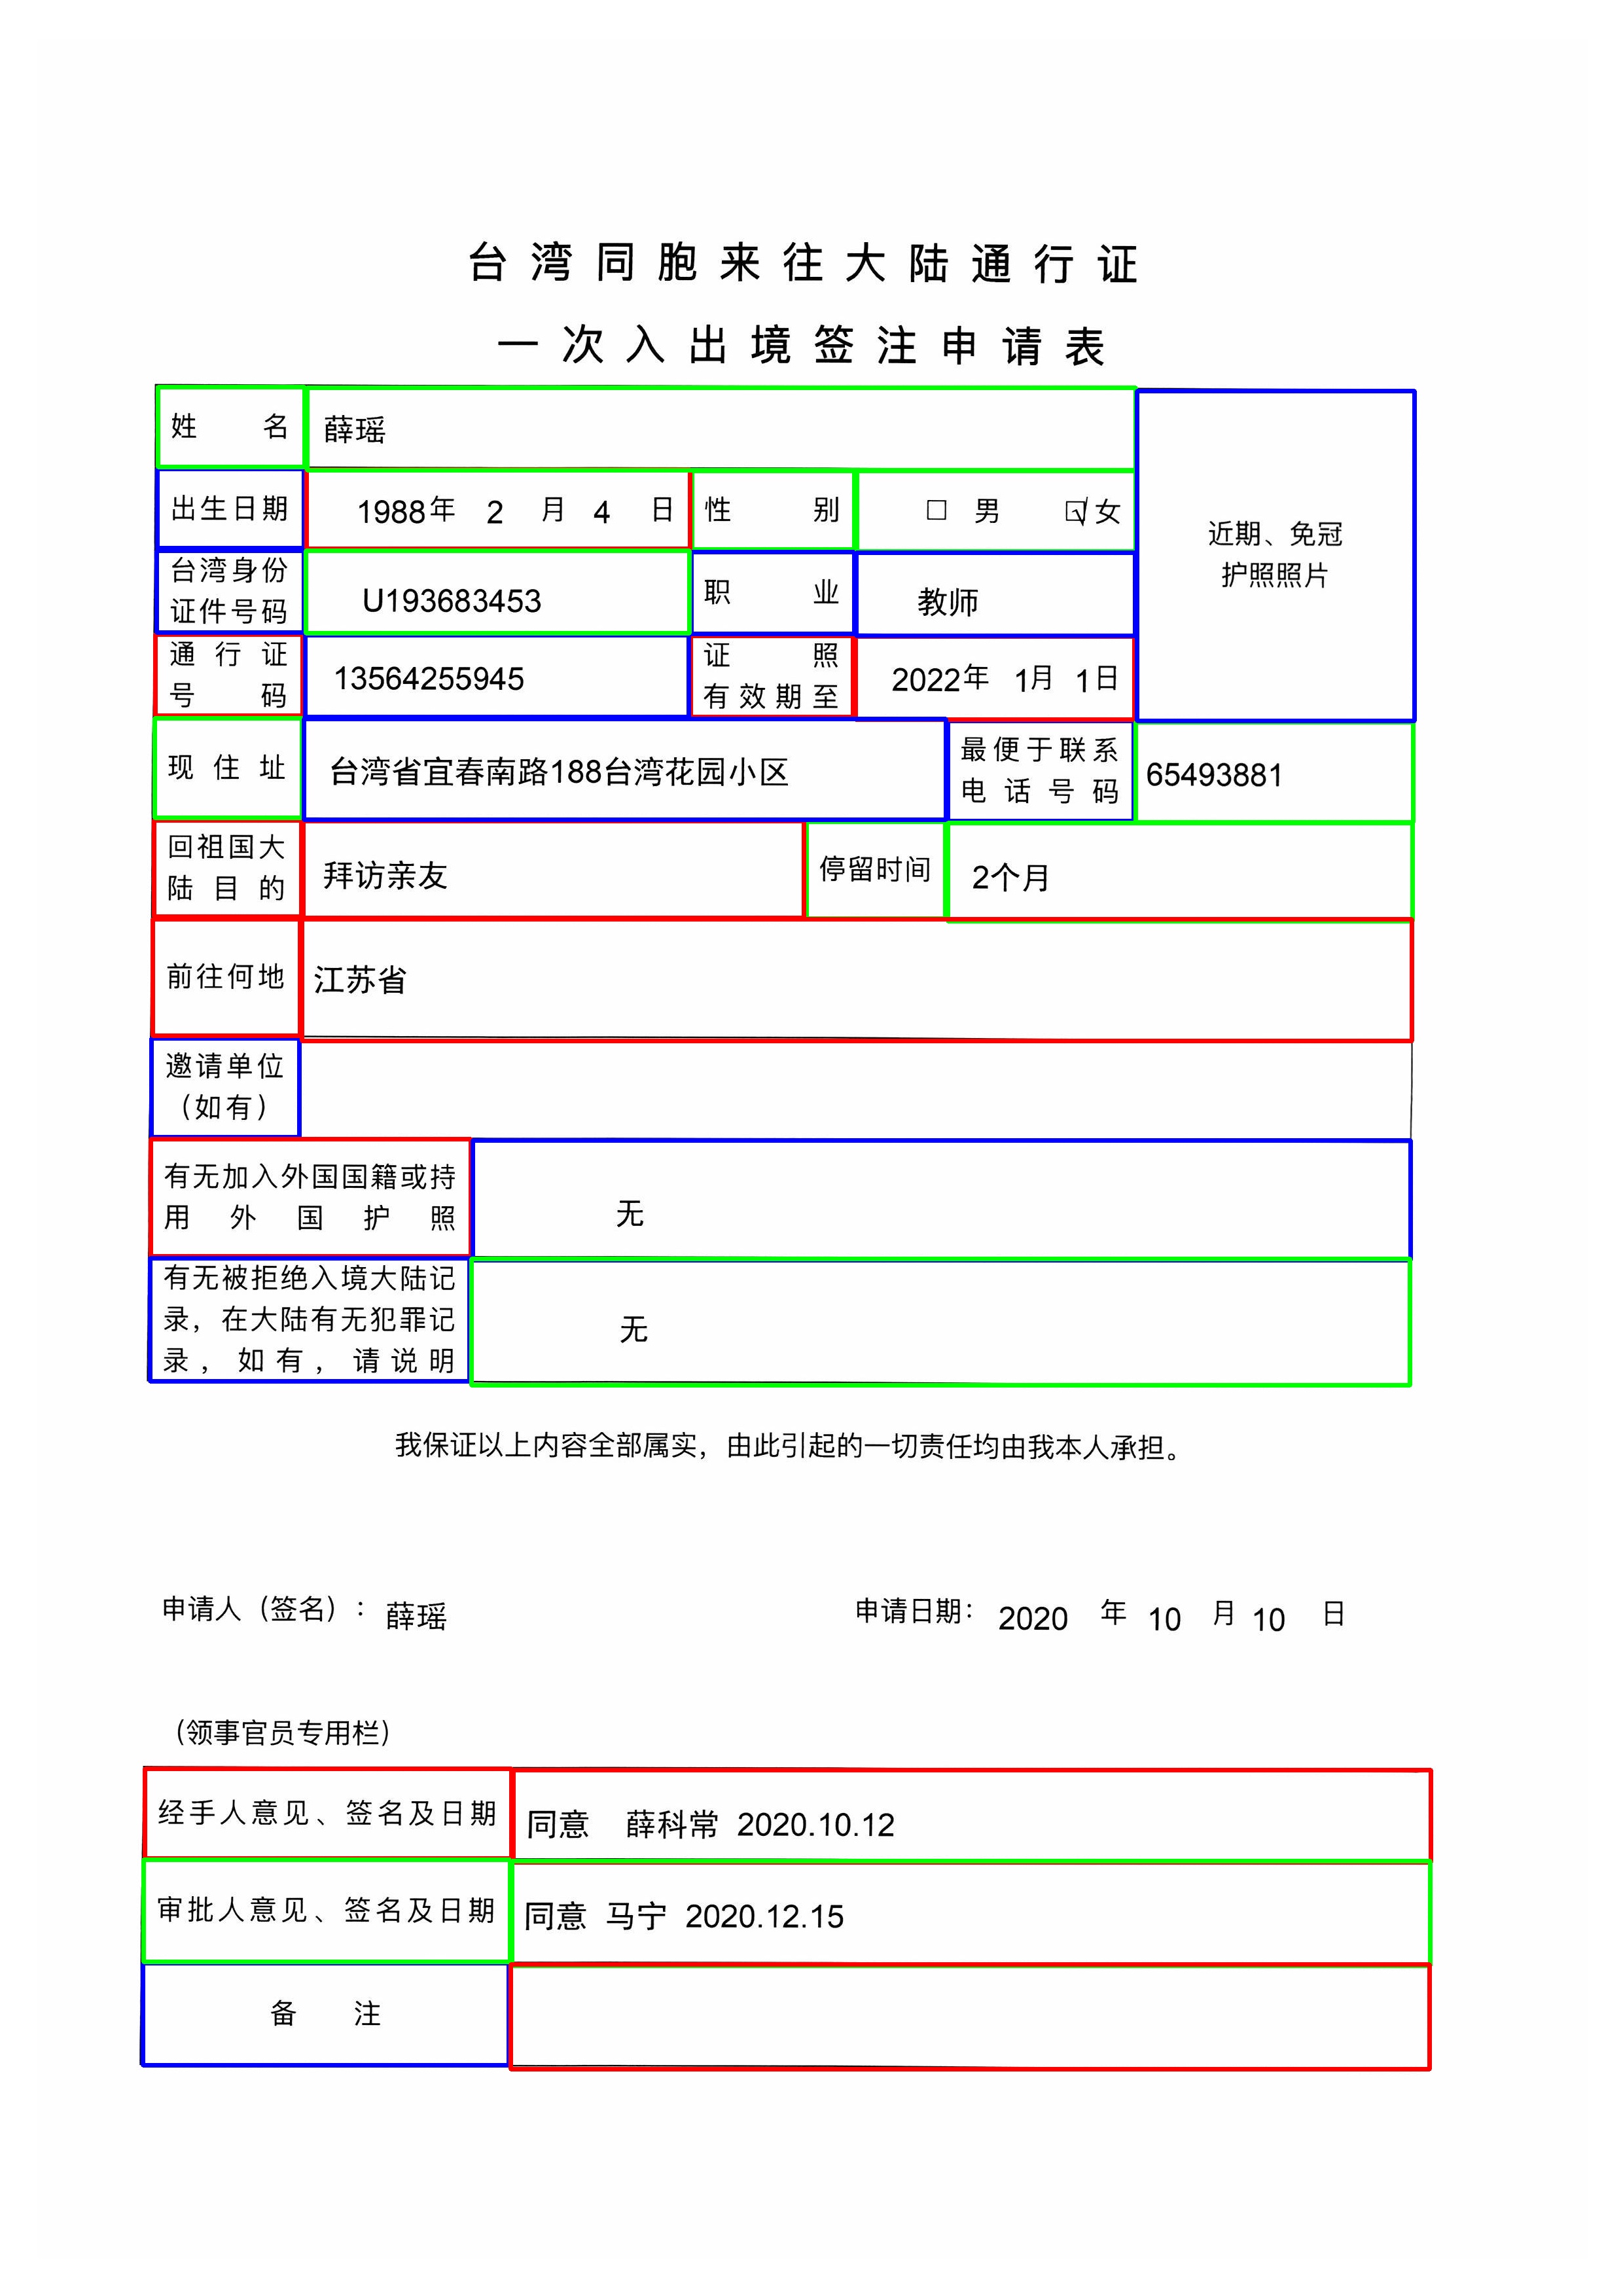 台湾同胞来往大陆通行证
一次入出境签注申请表
姓名 薛瑶
近期、免冠
护照照片
出生日期 1988年 2 月 4 日 性别 □ 男 ☑女
台湾身份
证件号码 U193683453 职业 教师
通行证
号码 13564255945 证照
有效期至 2022年 1月 1日
现住址 台湾省宜春南路188台湾花园小区 最便于联系
电话号码 65493881
回祖国大
陆目的 拜访亲友 停留时间 2个月
前往何地 江苏省
邀请单位
（如有）
有无加入外国国籍或持
用外国护照 无
有无被拒绝入境大陆记
录，在大陆有无犯罪记
录，如有，请说明 无
我保证以上内容全部属实，由此引起的一切责任均由我本人承担。
申请人（签名）：薛瑶 申请日期：2020 年 10 月 10 日
（领事官员专用栏）
经手人意见、签名及日期 同意 薛科常 2020.10.12
审批人意见、签名及日期 同意 马宁 2020.12.15
备注